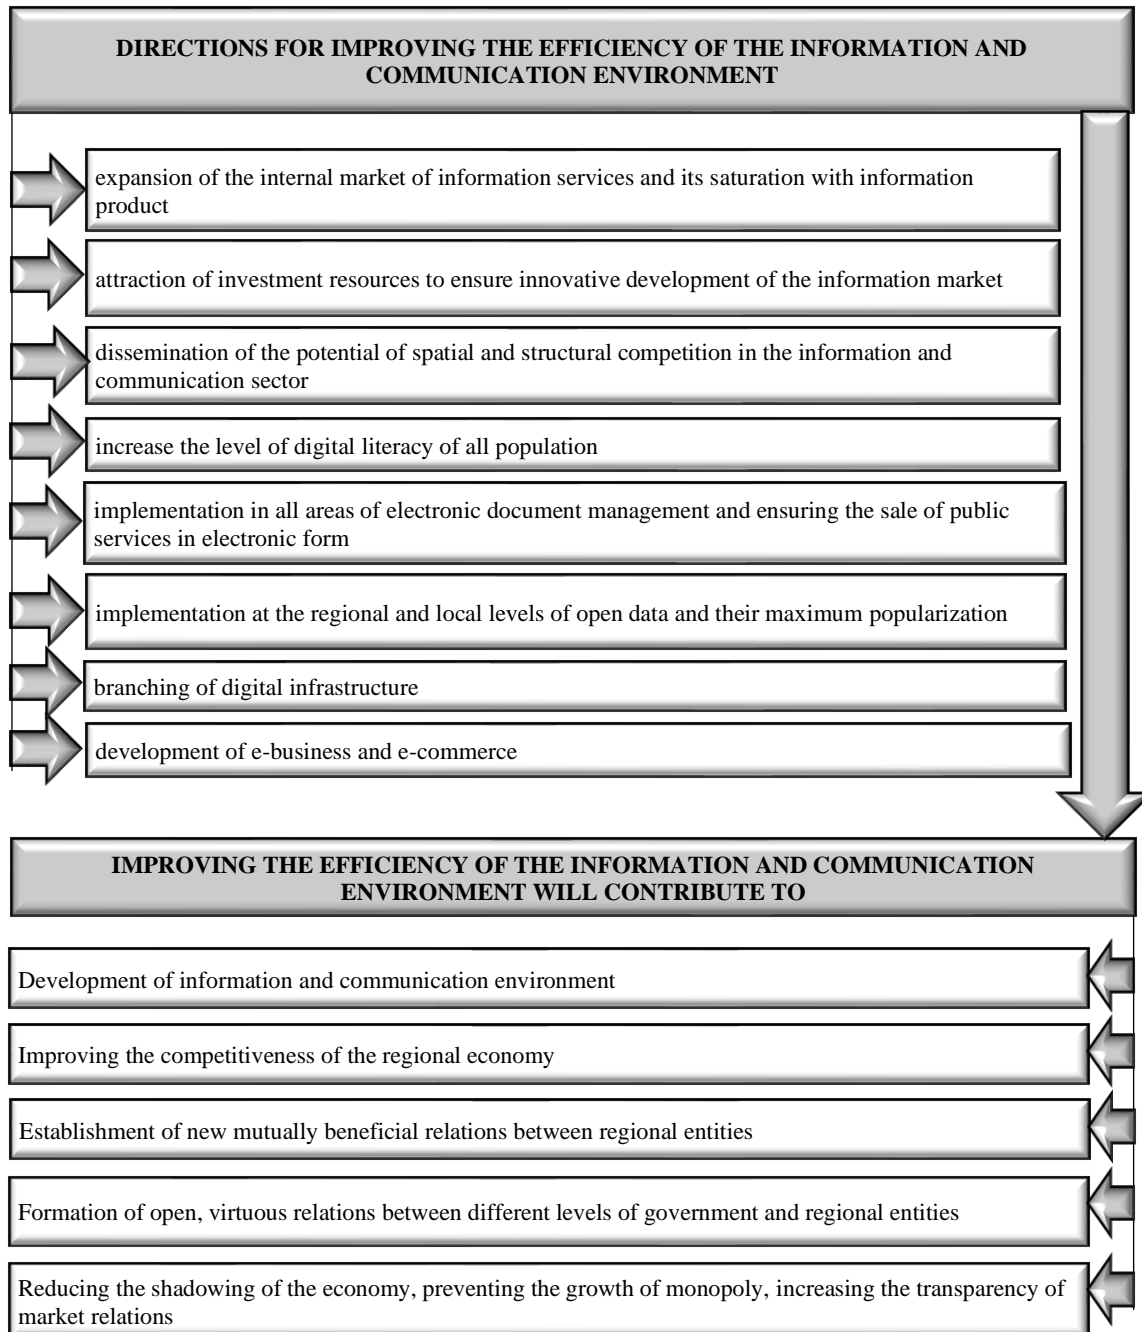 DIRECTIONS FOR IMPROVING THE EFFICIENCY OF THE INFORMATION AND
COMMUNICATION ENVIRONMENT
expansion of the internal market of information services and its saturation with information
product
attraction of investment resources to ensure innovative development of the information market
dissemination of the potential of spatial and structural competition in the information and
communication sector
increase the level of digital literacy of all population
implementation in all areas of electronic document management and ensuring the sale of public
services in electronic form
implementation at the regional and local levels of open data and their maximum popularization
branching of digital infrastructure
development of e-business and e-commerce
IMPROVING THE EFFICIENCY OF THE INFORMATION AND COMMUNICATION
ENVIRONMENT WILL CONTRIBUTE TO
Development of information and communication environment
Improving the competitiveness of the regional economy
Establishment of new mutually beneficial relations between regional entities
Formation of open, virtuous relations between different levels of government and regional entities
Reducing the shadowing of the economy, preventing the growth of monopoly, increasing the transparency of
market relations